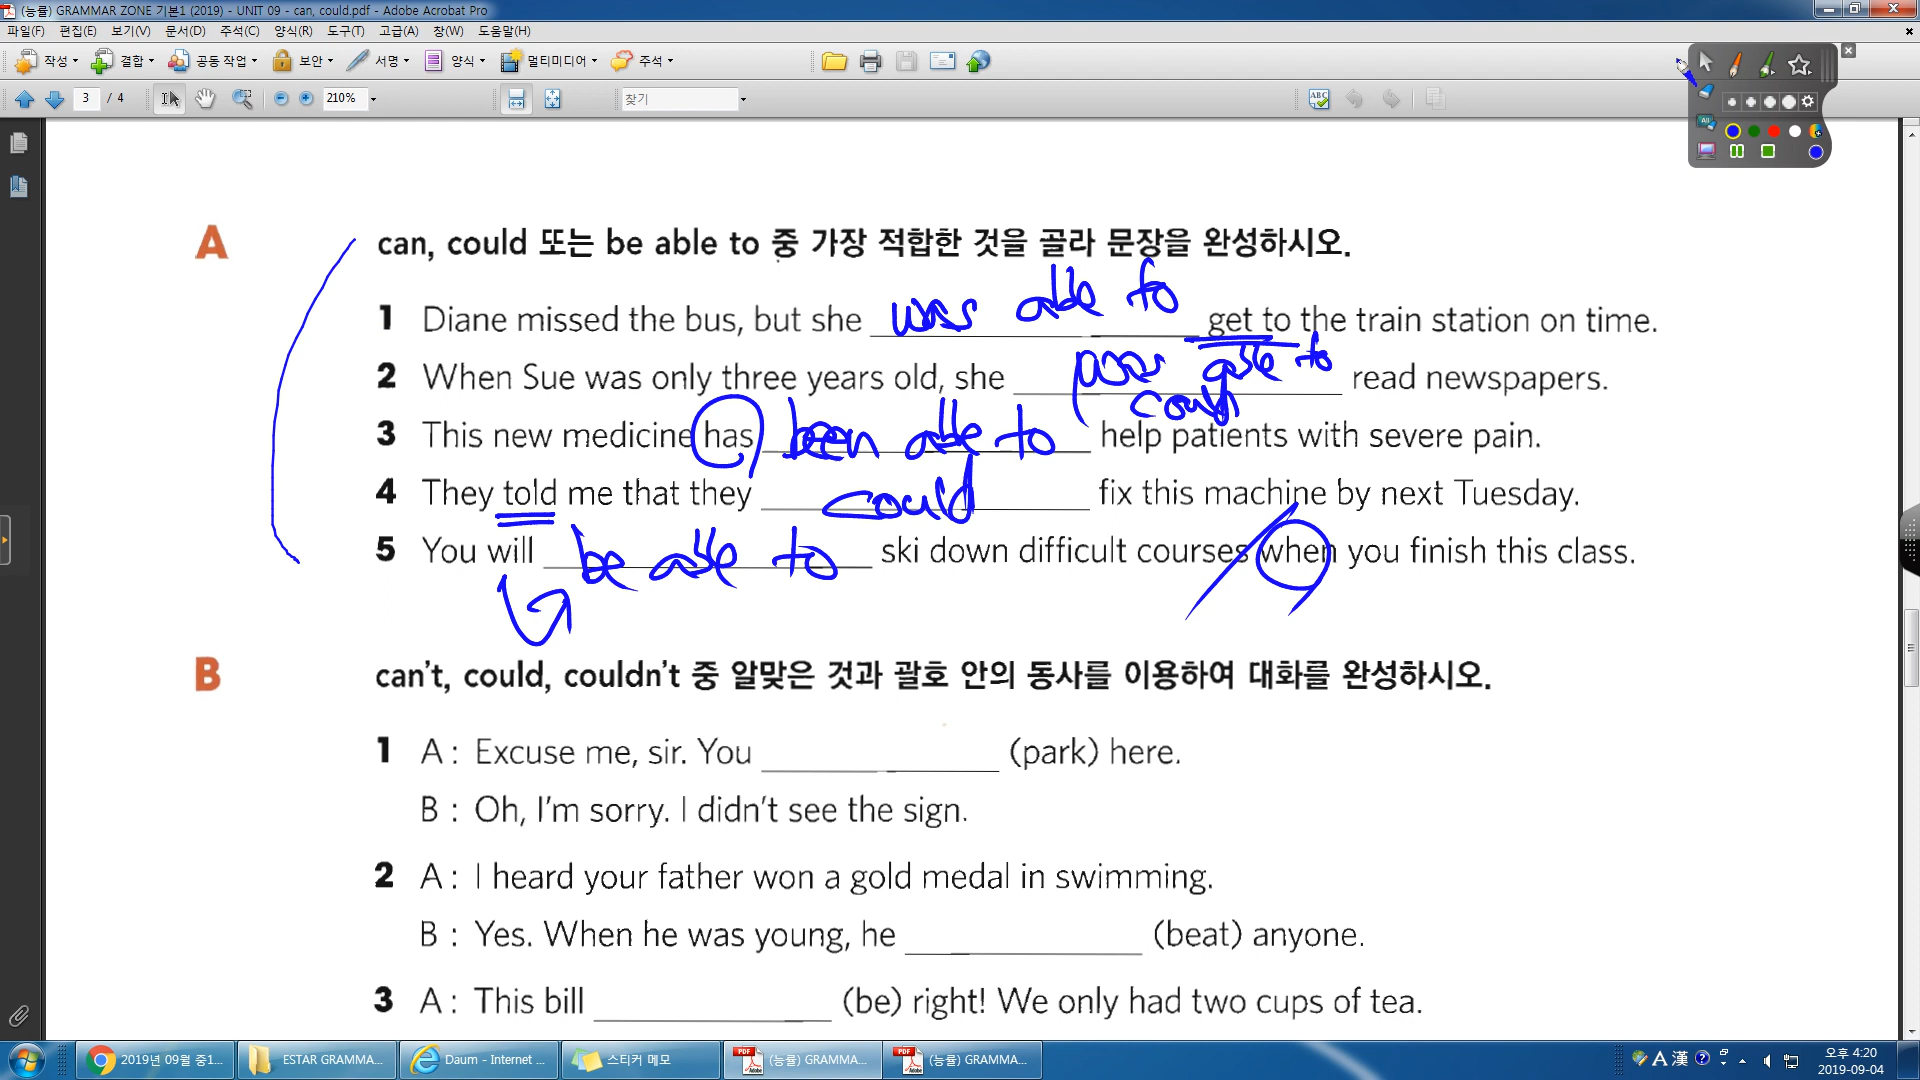 (능률) GRAMMAR ZONE 기본1 (2019) - UNIT 09 - can, could.pdf - Adobe Acrobat Pro
파일(F) 편집(E) 보기(V) 문서(D) 주석(C) 양식(R) 도구(T) 고급(A) 창(W) 도움말(H)
작성 결합 공동 작업 보안 서명 양식 멀티미디어 주석
3 / 4 210% 찾기
A can, could 또는 be able to 중 가장 적합한 것을 골라 문장을 완성하시오.
1 Diane missed the bus, but she was able to get to the train station on time.
able to
2 When Sue was only three years old, she could read newspapers.
3 This new medicine has been able to help patients with severe pain.
4 They told me that they could fix this machine by next Tuesday.
5 You will be able to ski down difficult courses when you finish this class.
B can't, could, couldn't 중 알맞은 것과 괄호 안의 동사를 이용하여 대화를 완성하시오.
1 A : Excuse me, sir. You (park) here.
B : Oh, I'm sorry. I didn't see the sign.
2 A : I heard your father won a gold medal in swimming.
B : Yes. When he was young, he (beat) anyone.
3 A : This bill (be) right! We only had two cups of tea.
2019년 09월 중1... ESTAR GRAMMA... Daum - Internet ... 스티커 메모 (능률) GRAMMA... (능률) GRAMMA... A 漢 오후 4:20
2019-09-04